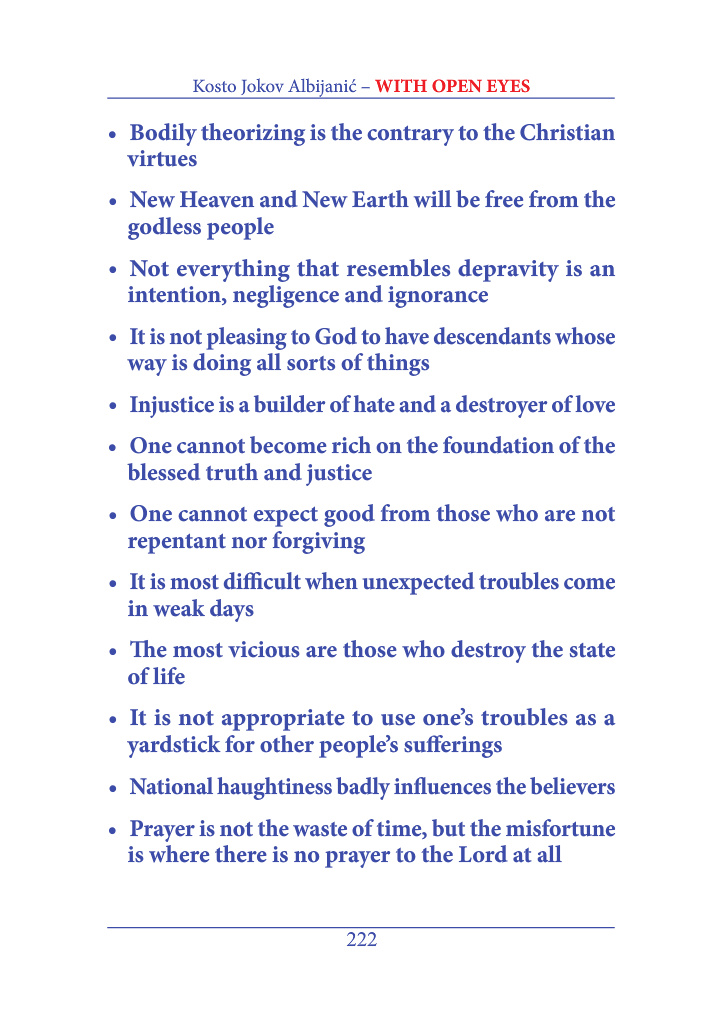 Kosto Jokov Albijanić – WITH OPEN EYES
• Bodily theorizing is the contrary to the Christian
virtues
• New Heaven and New Earth will be free from the
godless people
• Not everything that resembles depravity is an
intention, negligence and ignorance
• It is not pleasing to God to have descendants whose
way is doing all sorts of things
• Injustice is a builder of hate and a destroyer of love
• One cannot become rich on the foundation of the
blessed truth and justice
• One cannot expect good from those who are not
repentant nor forgiving
• It is most difficult when unexpected troubles come
in weak days
• The most vicious are those who destroy the state
of life
• It is not appropriate to use one’s troubles as a
yardstick for other people’s sufferings
• National haughtiness badly influences the believers
• Prayer is not the waste of time, but the misfortune
is where there is no prayer to the Lord at all
222